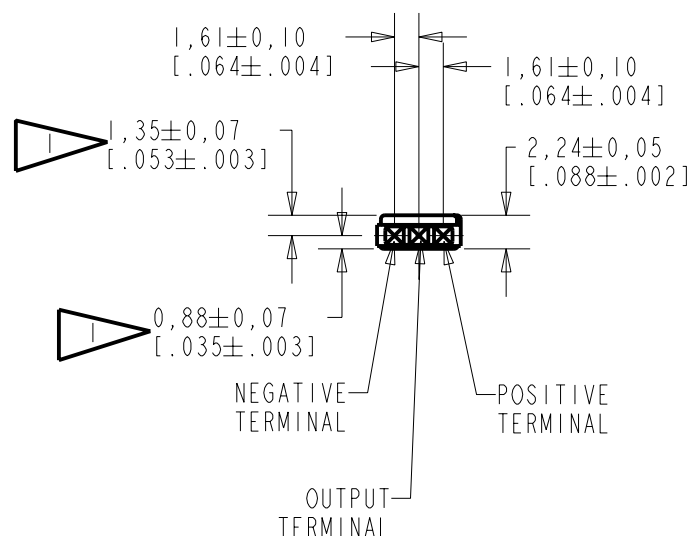 1,61±0,10
[.064±.004]
1,61±0,10
[.064±.004]
1
1,35±0,07
[.053±.003]
2,24±0,05
[.088±.002]
1
0,88±0,07
[.035±.003]
NEGATIVE
TERMINAL
POSITIVE
TERMINAL
OUTPUT
TERMINAL